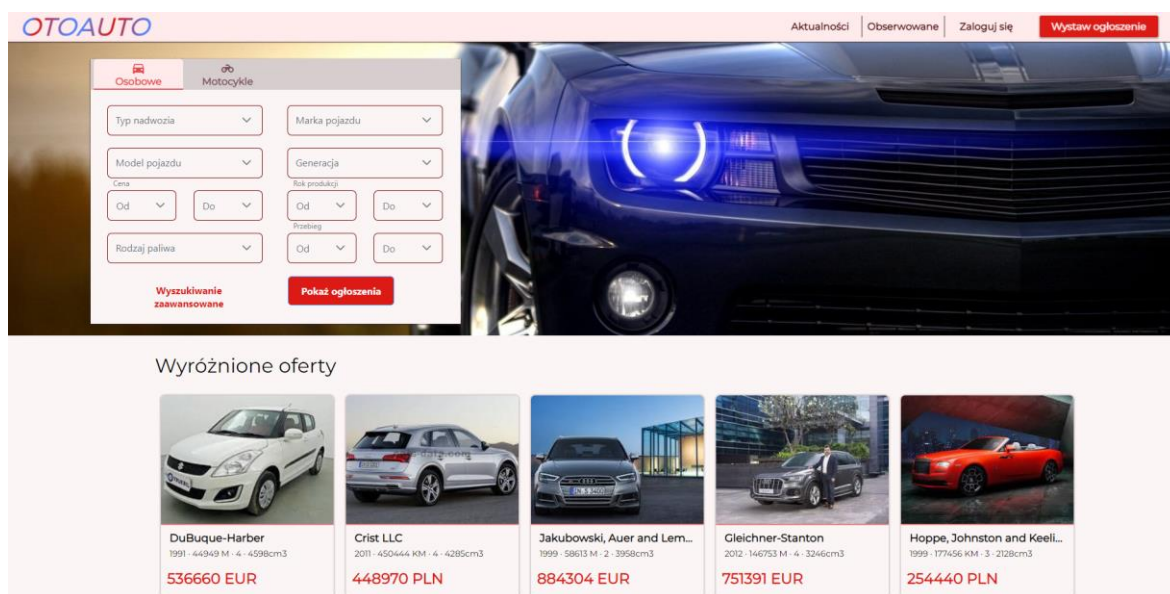 OTOAUTO
Aktualności Obserwowane Zaloguj się Wystaw ogłoszenie
Osobowe Motocykle
Typ nadwozia Marka pojazdu
Model pojazdu Generacja
Cena Rok produkcji
Od Do Od Do
Przebieg
Rodzaj paliwa Od Do
Wyszukiwanie
zaawansowane
Pokaż ogłoszenia
Wyróżnione oferty
DuBuque-Harber
1991 · 44949 M · 4 · 4598cm3
536660 EUR
Crist LLC
2011 · 450444 KM · 4 · 4285cm3
448970 PLN
Jakubowski, Auer and Lem...
1999 · 58613 M · 2 · 3958cm3
884304 EUR
Gleichner-Stanton
2012 · 146753 M · 4 · 3246cm3
751391 EUR
Hoppe, Johnston and Keeli...
1999 · 177456 KM · 3 · 2128cm3
254440 PLN